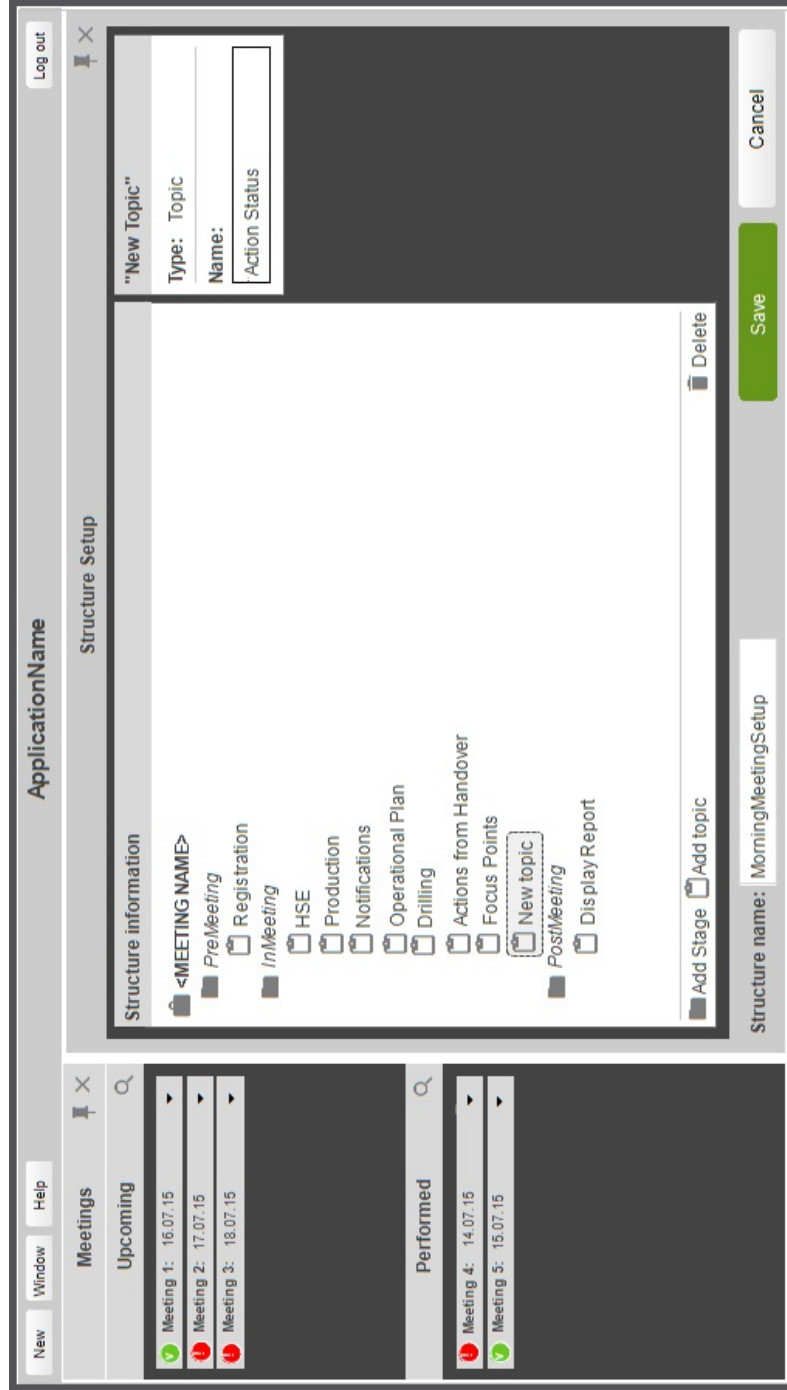 ApplicationName
New
Window
Help
Log out
Meetings
Upcoming
Meeting 1: 16.07.15
Meeting 2: 17.07.15
Meeting 3: 18.07.15
Performed
Meeting 4: 14.07.15
Meeting 5: 15.07.15
Structure Setup
Structure information
<MEETING NAME>
PreMeeting
Registration
InMeeting
HSE
Production
Notifications
Operational Plan
Drilling
Actions from Handover
Focus Points
New topic
PostMeeting
Display Report
Add Stage
Add topic
Delete
"New Topic"
Type: Topic
Name:
Action Status
Structure name: MorningMeetingSetup
Save
Cancel